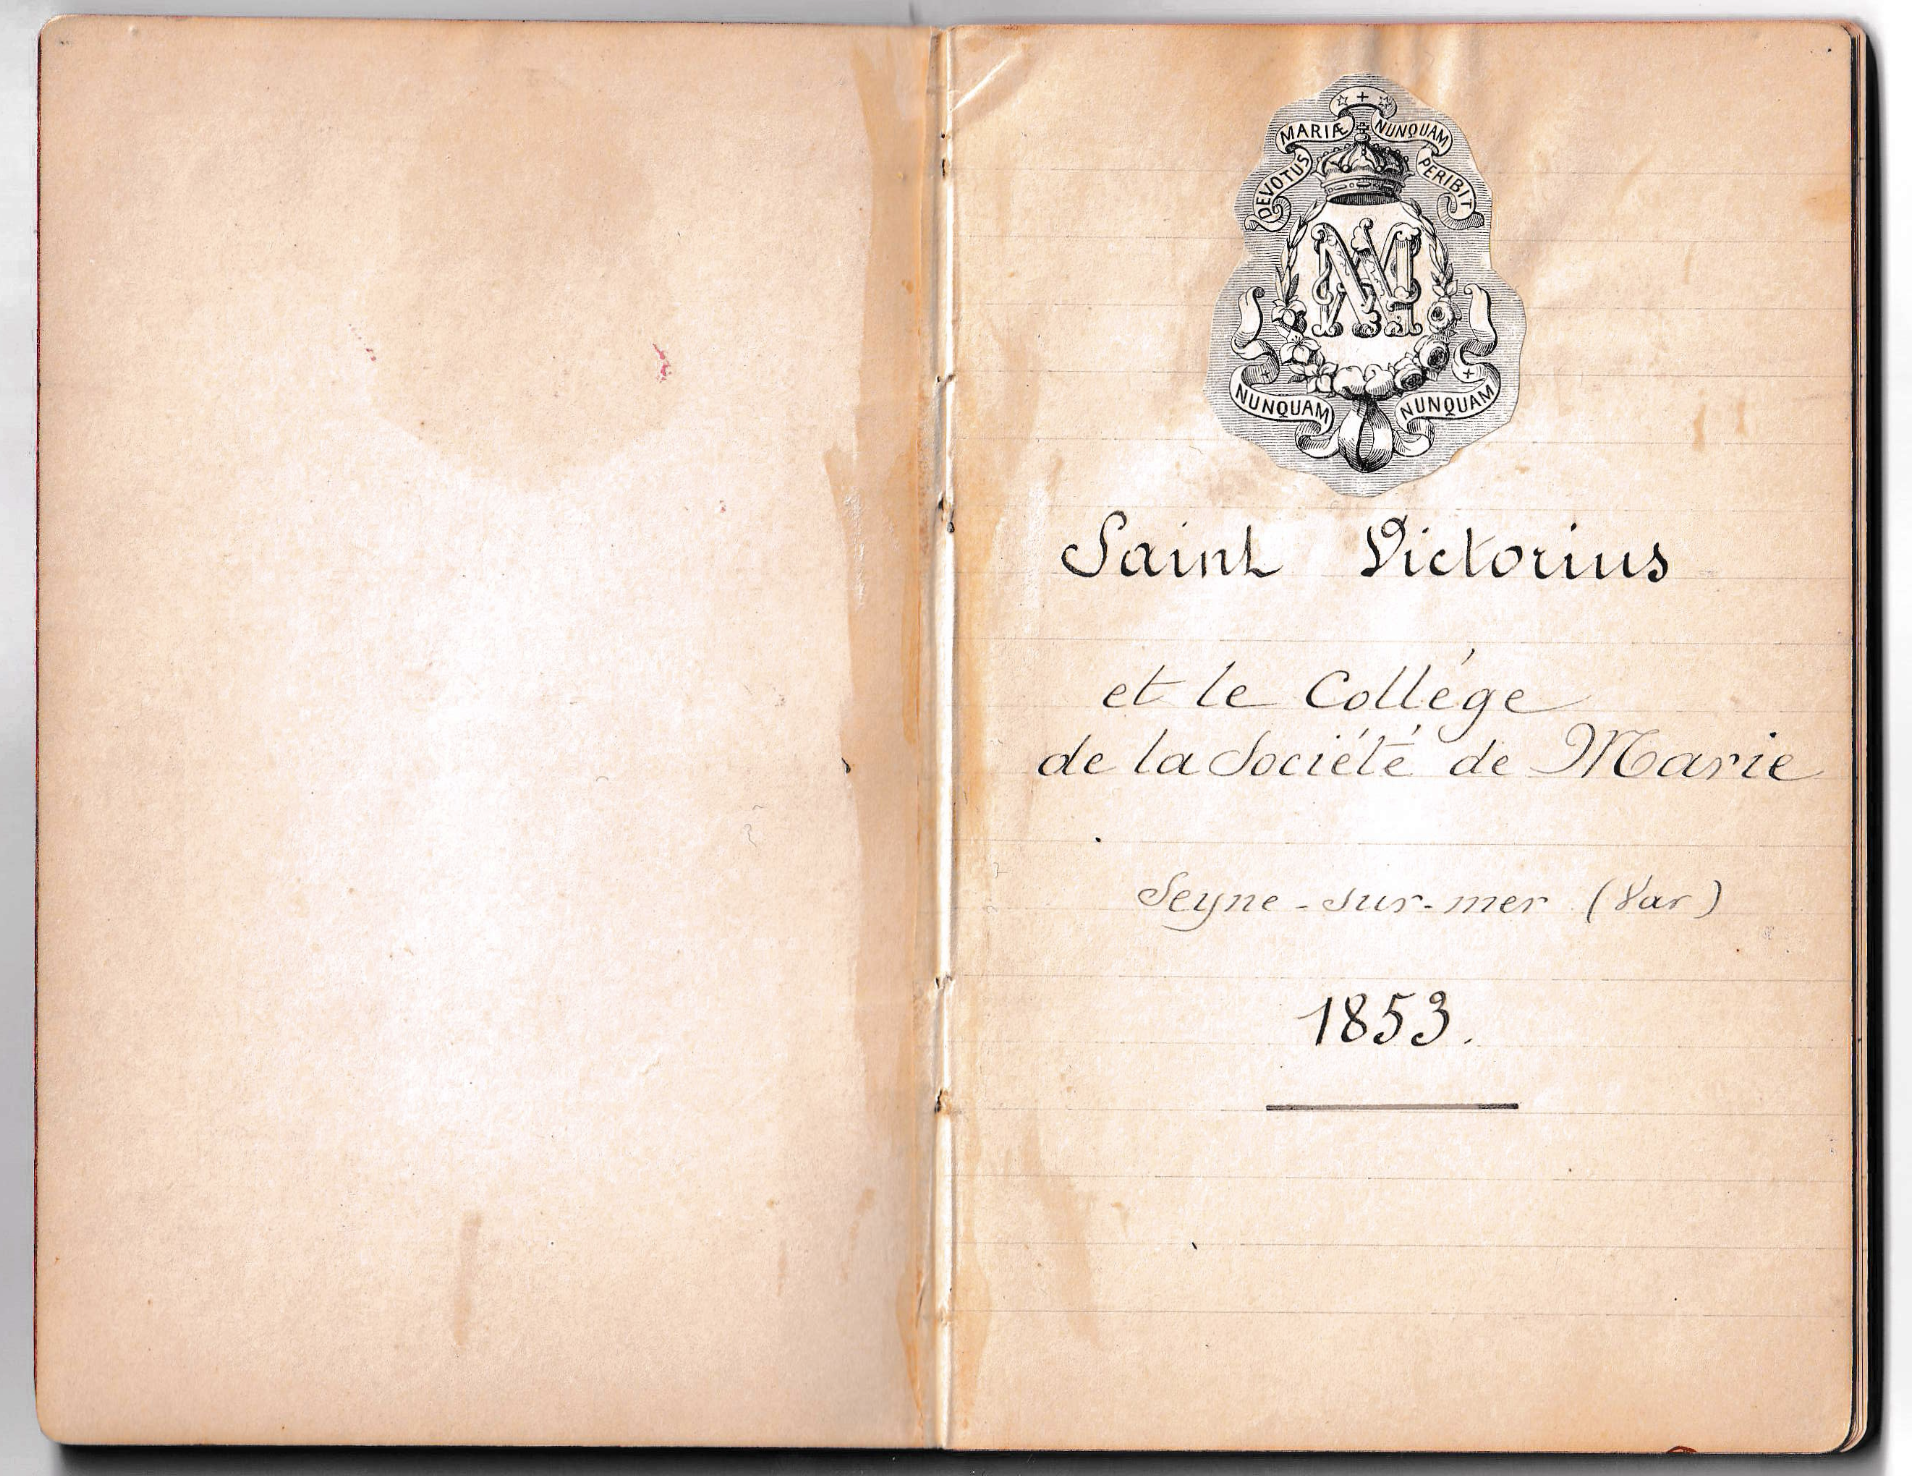 DEVOTUS MARIÆ NUNQUAM PERIBIT
M
NUNQUAM NUNQUAM
Saint Victorius
et le Collége
de la Société de Marie
Seyne-sur-mer (Var)
1853.